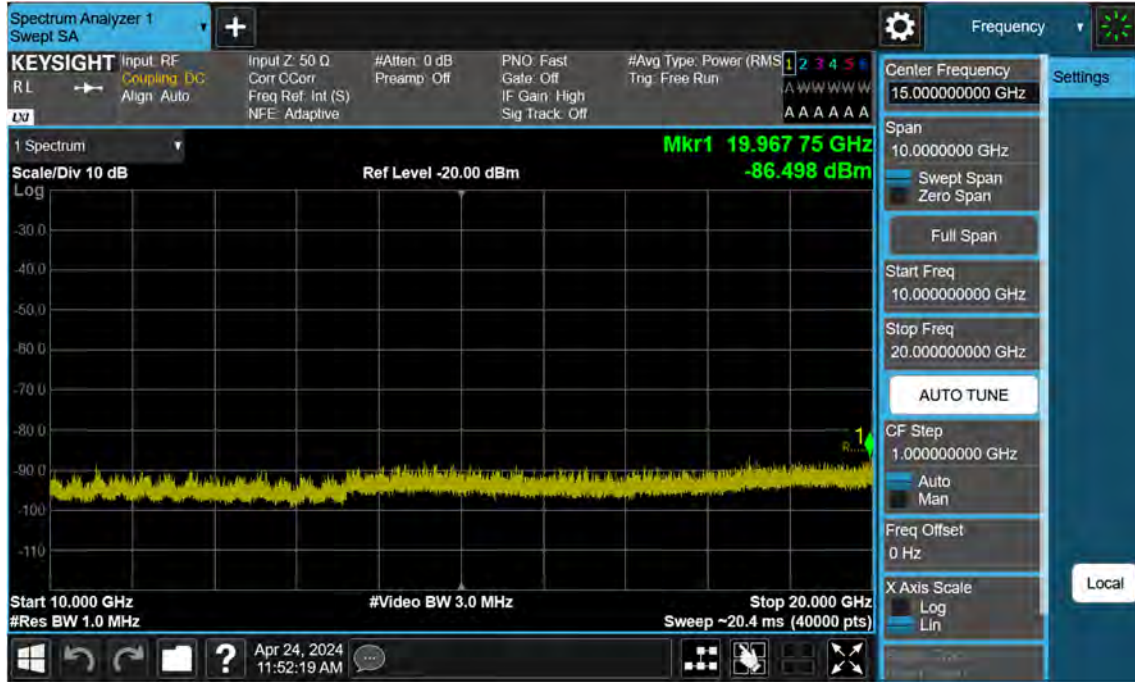 Spectrum Analyzer 1
Swept SA
Frequency
KEYSIGHT
RL
LXI
Input: RF
Coupling: DC
Align: Auto
Input Z: 50 Ω
Corr CCorr
Freq Ref: Int (S)
NFE: Adaptive
#Atten: 0 dB
Preamp: Off
PNO: Fast
Gate: Off
IF Gain: High
Sig Track: Off
#Avg Type: Power (RMS
Trig: Free Run
1 2 3 4 5 6
A W W W W W
A A A A A A
1 Spectrum
Scale/Div 10 dB
Ref Level -20.00 dBm
Mkr1 19.967 75 GHz
-86.498 dBm
Log
-30.0
-40.0
-50.0
-60.0
-70.0
-80.0
-90.0
-100
-110
1
Start 10.000 GHz
#Video BW 3.0 MHz
Stop 20.000 GHz
#Res BW 1.0 MHz
Sweep ~20.4 ms (40000 pts)
Center Frequency
15.000000000 GHz
Span
10.0000000 GHz
Swept Span
Zero Span
Full Span
Start Freq
10.000000000 GHz
Stop Freq
20.000000000 GHz
AUTO TUNE
CF Step
1.000000000 GHz
Auto
Man
Freq Offset
0 Hz
X Axis Scale
Log
Lin
Settings
Local
?
Apr 24, 2024
11:52:19 AM